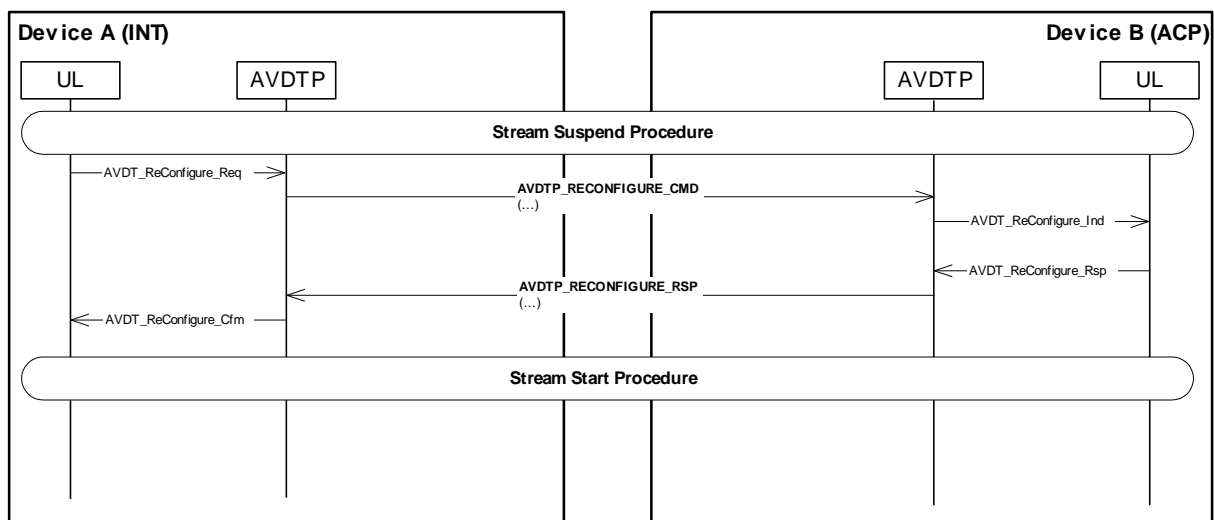 Device A (INT)
Device B (ACP)
UL
AVDTP
AVDTP
UL
Stream Suspend Procedure
AVDT_ReConfigure_Req
AVDTP_RECONFIGURE_CMD
(...)
AVDT_ReConfigure_Ind
AVDT_ReConfigure_Rsp
AVDTP_RECONFIGURE_RSP
(...)
AVDT_ReConfigure_Cfm
Stream Start Procedure